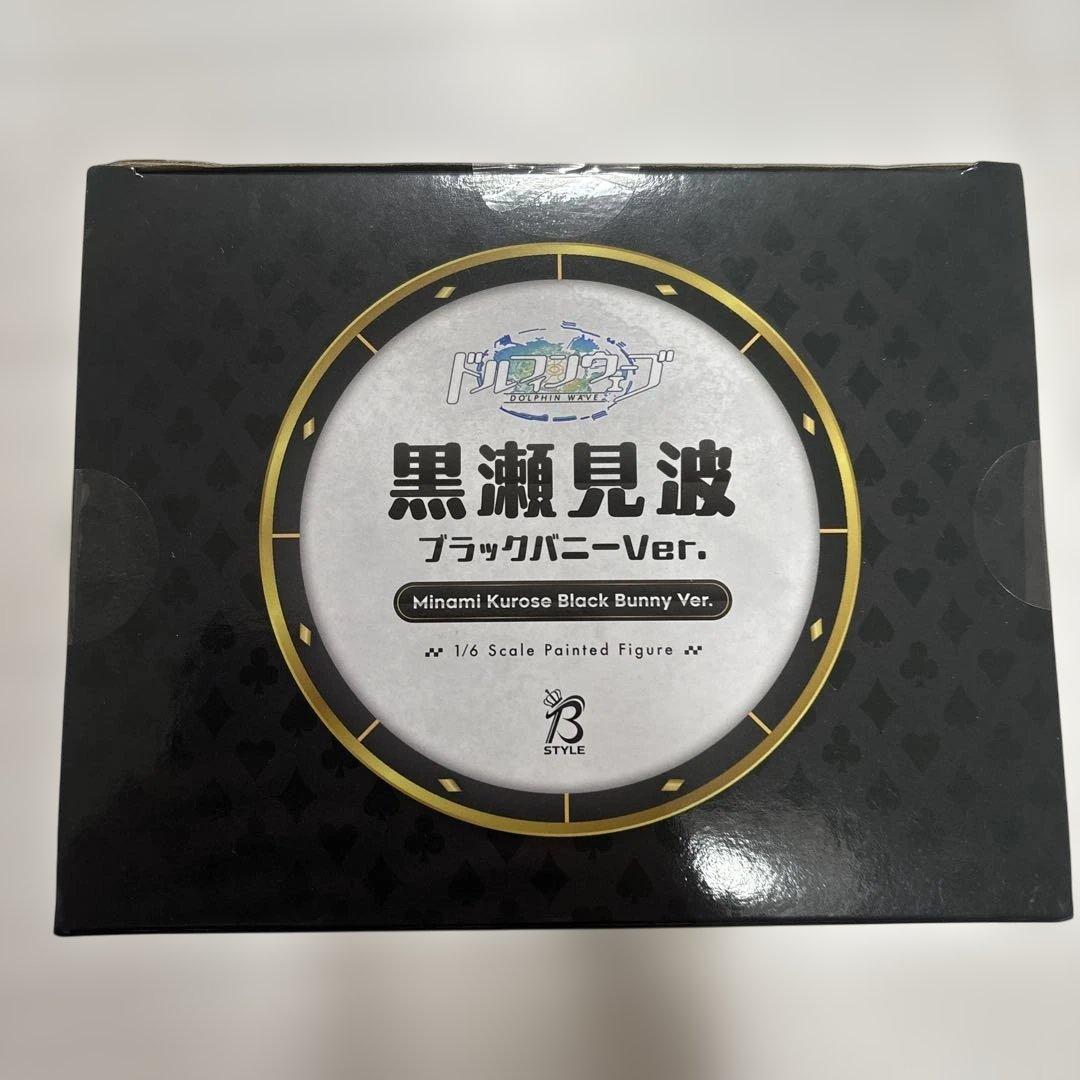 ドルフィンウェーブ
DOLPHIN WAVE
黒瀬見波
ブラックバニーVer.
Minami Kurose Black Bunny Ver.
1/6 Scale Painted Figure
B
STYLE